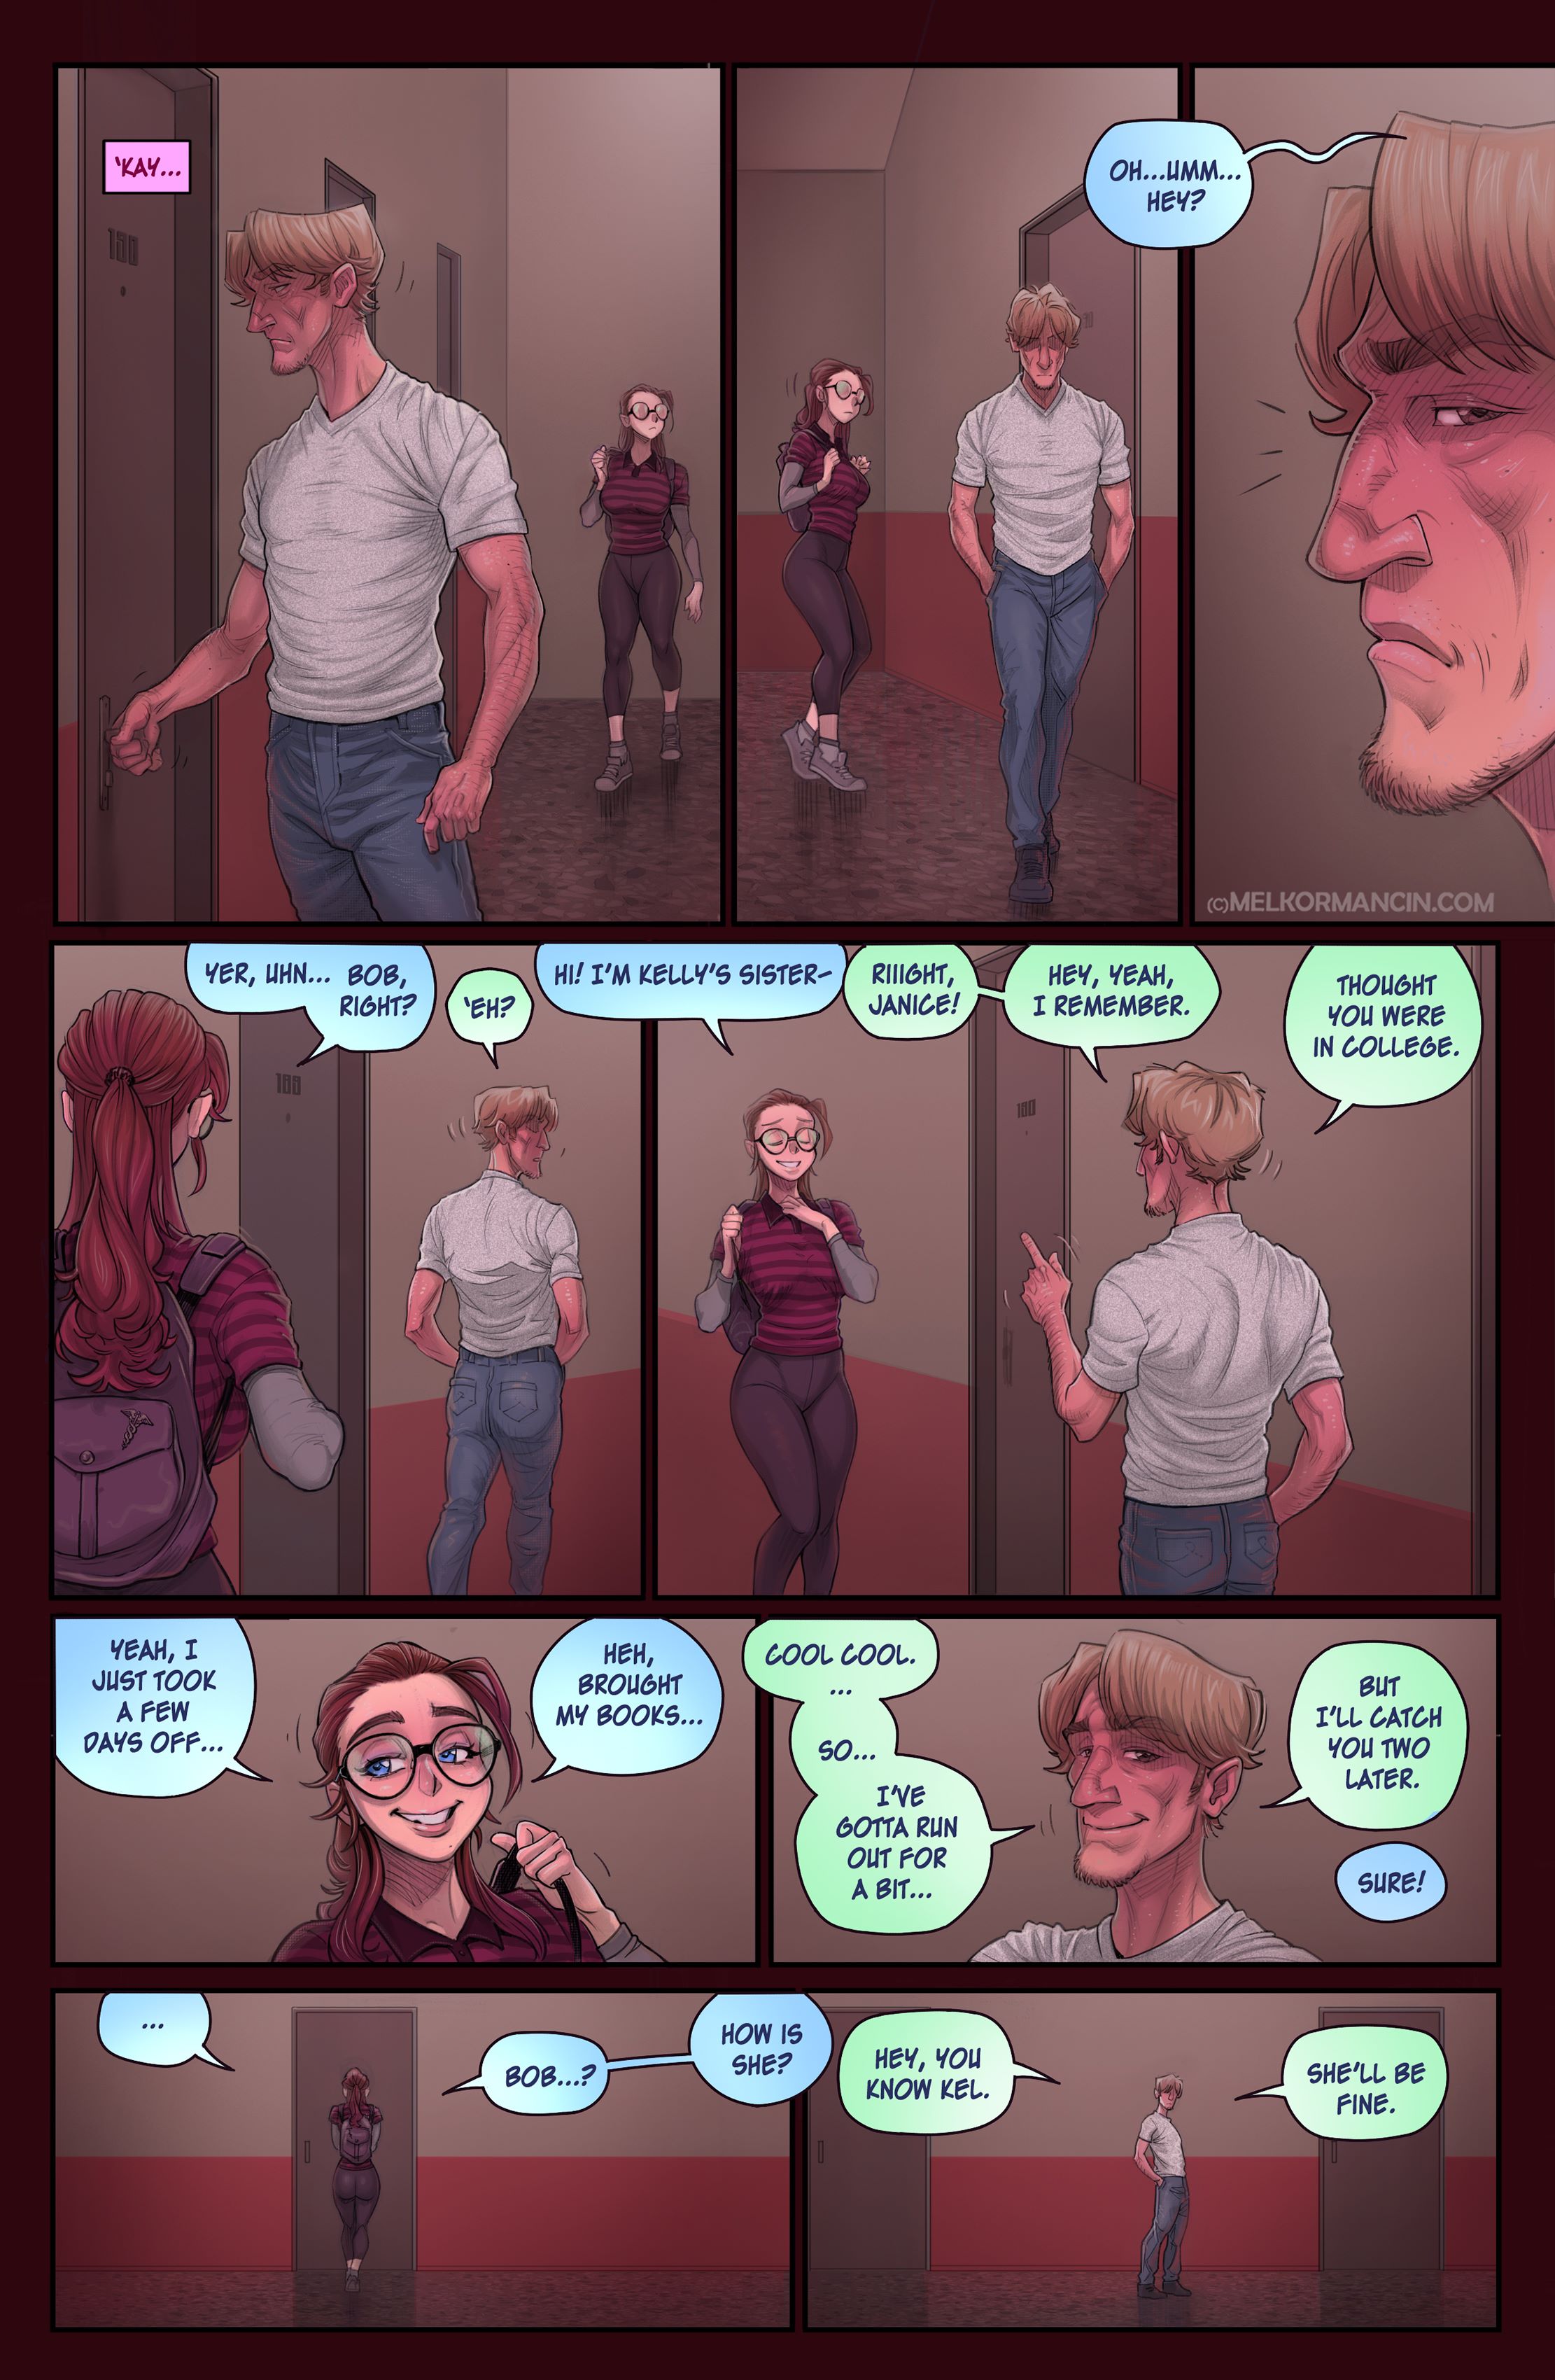 'KAY...
OH...UMM...
HEY?
(C)MELKORMANCIN.COM
YER, UHN... BOB,
RIGHT?
'EH?
HI! I'M KELLY'S SISTER-
RIIIGHT,
JANICE!
HEY, YEAH,
I REMEMBER.
THOUGHT
YOU WERE
IN COLLEGE.
YEAH, I
JUST TOOK
A FEW
DAYS OFF...
HEH,
BROUGHT
MY BOOKS...
COOL COOL.
...
SO...
I'VE
GOTTA RUN
OUT FOR
A BIT...
BUT
I'LL CATCH
YOU TWO
LATER.
SURE!
...
BOB...?
HOW IS
SHE?
HEY, YOU
KNOW KEL.
SHE'LL BE
FINE.